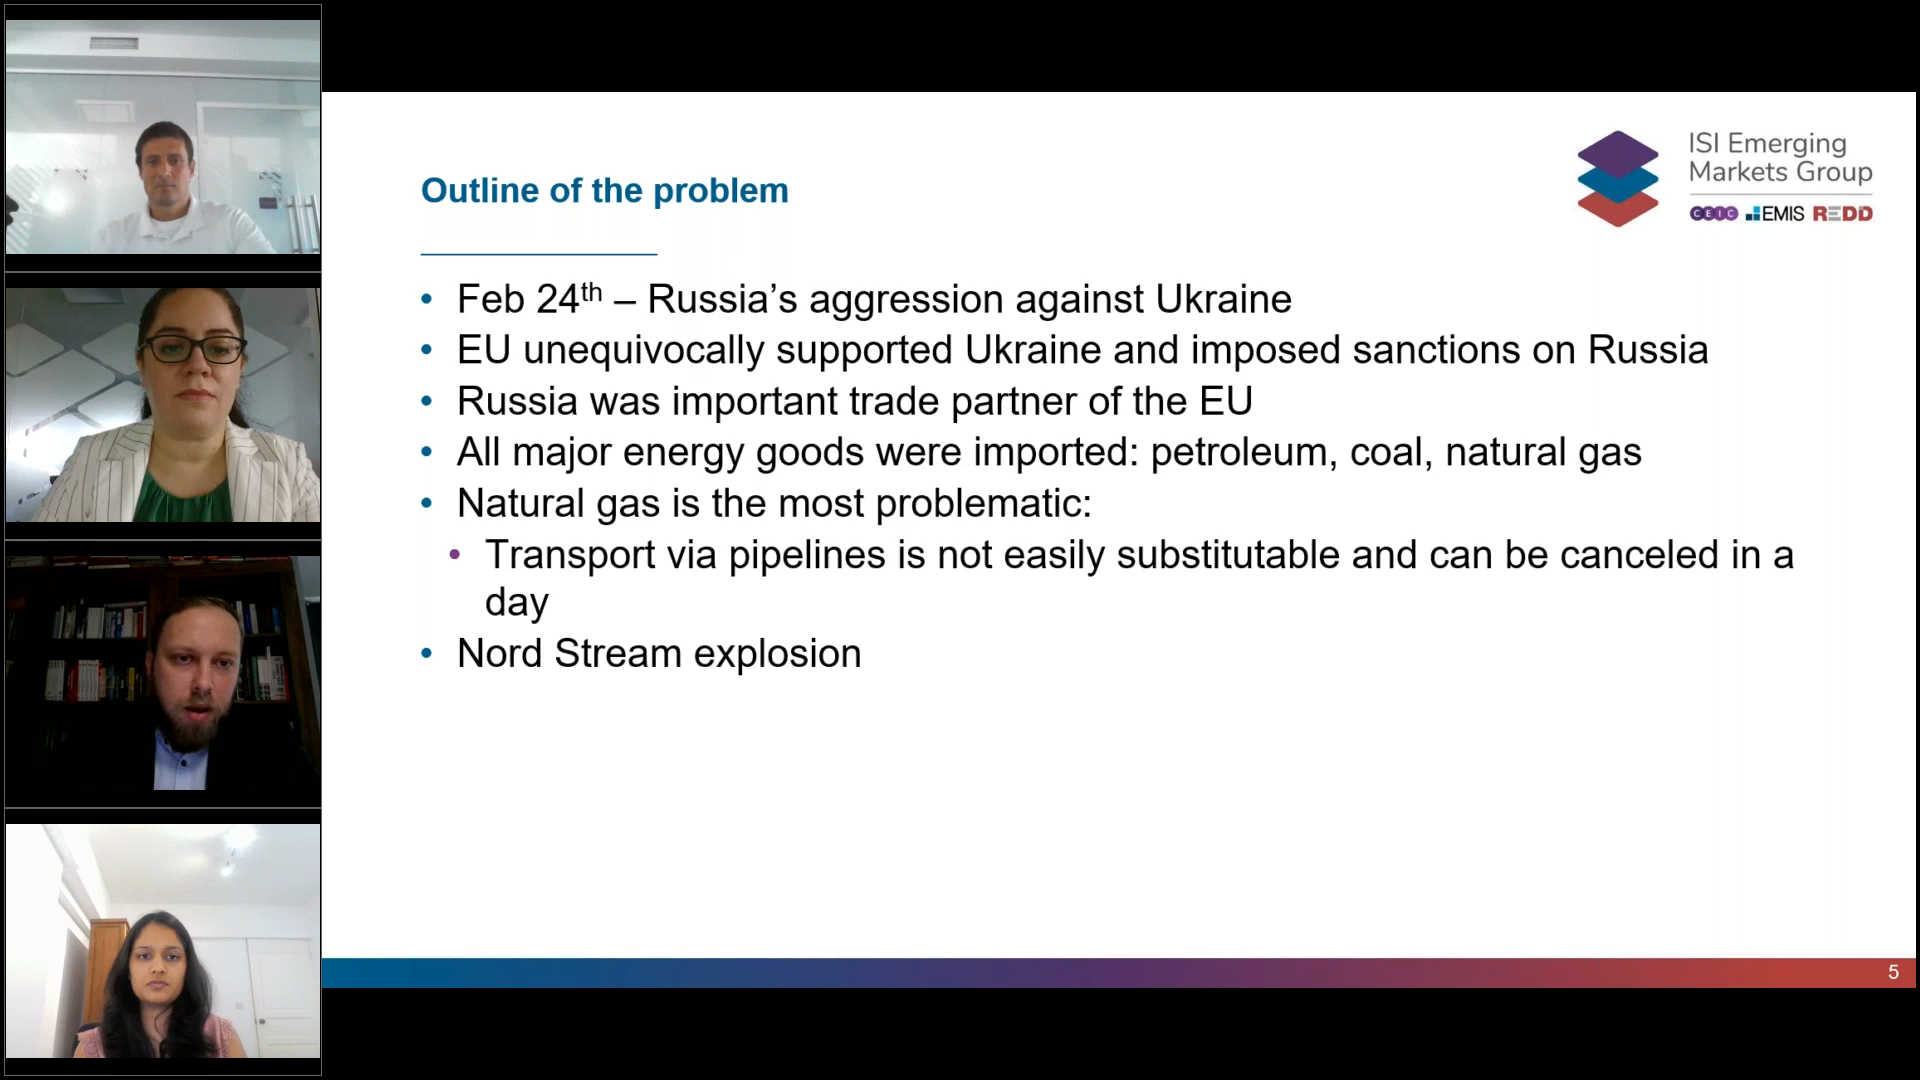 ISI Emerging
Markets Group
CEIC EMIS REDD
Outline of the problem
• Feb 24th – Russia’s aggression against Ukraine
• EU unequivocally supported Ukraine and imposed sanctions on Russia
• Russia was important trade partner of the EU
• All major energy goods were imported: petroleum, coal, natural gas
• Natural gas is the most problematic:
• Transport via pipelines is not easily substitutable and can be canceled in a
day
• Nord Stream explosion
5